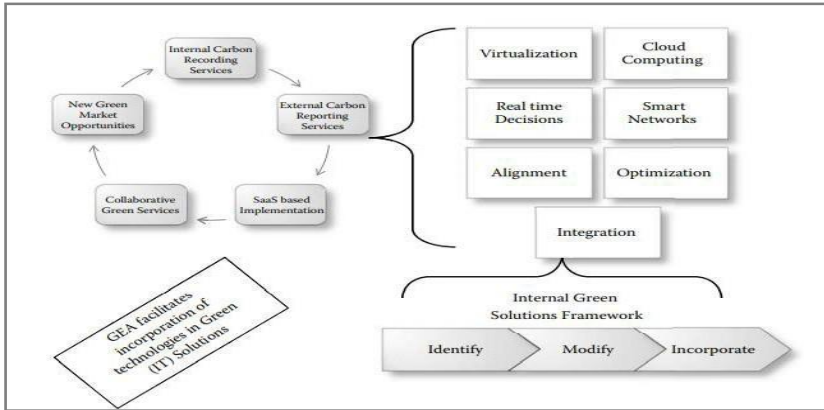 Internal Carbon
Recording
Services
External Carbon
Reporting
Services
SaaS based
Implementation
Collaborative
Green Services
New Green
Market
Opportunities
Virtualization
Cloud
Computing
Real time
Decisions
Smart
Networks
Alignment
Optimization
Integration
Internal Green
Solutions Framework
Identify
Modify
Incorporate
GEA facilitates
incorporation of
technologies in Green
(IT) Solutions